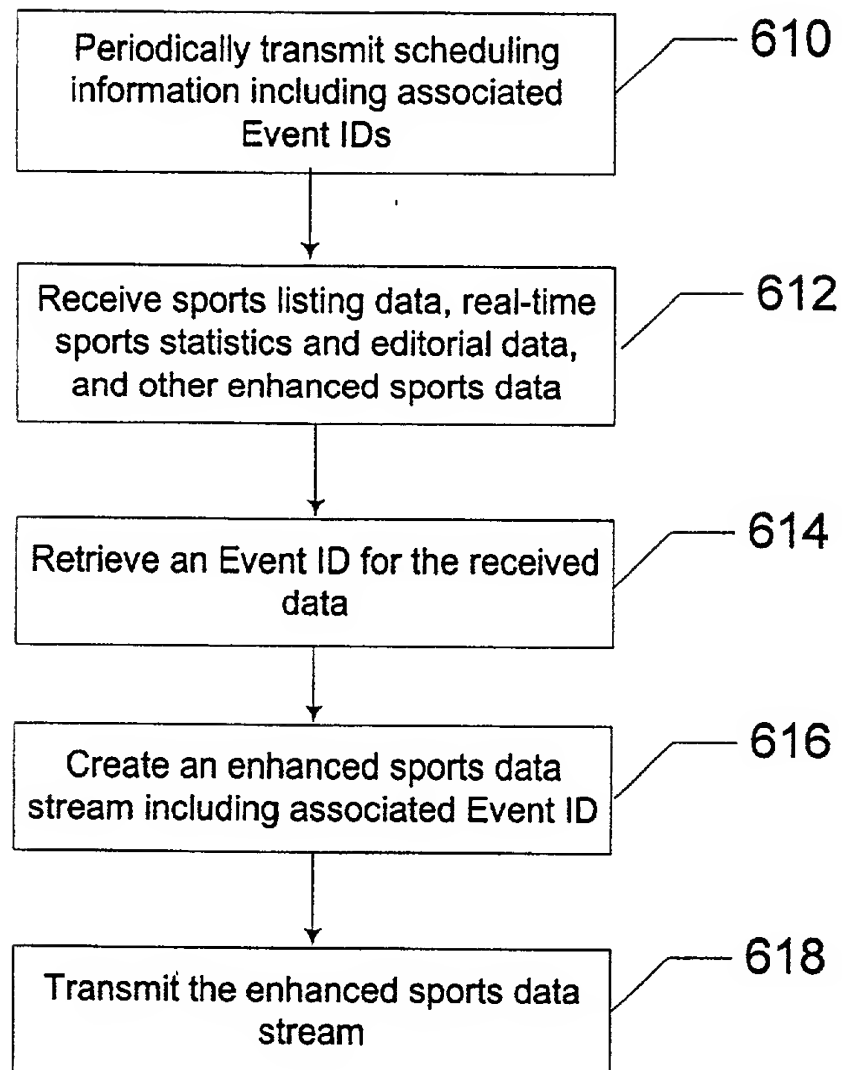 Periodically transmit scheduling
information including associated
Event IDs
610
Receive sports listing data, real-time
sports statistics and editorial data,
and other enhanced sports data
612
Retrieve an Event ID for the received
data
614
Create an enhanced sports data
stream including associated Event ID
616
Transmit the enhanced sports data
stream
618